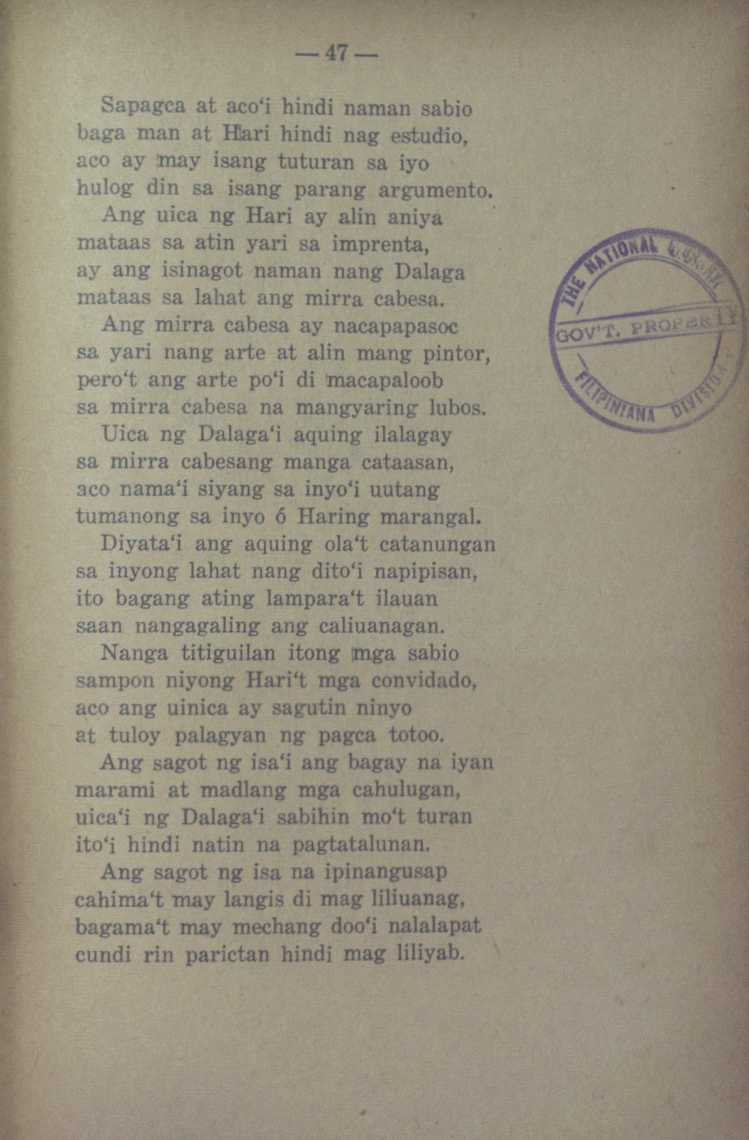 — 47 —
Sapagca at aco‘i hindi naman sabio
baga man at Hari hindi nag estudio,
aco ay may isang tuturan sa iyo
hulog din sa isang parang argumento.
Ang uica ng Hari ay alin aniya
mataas sa atin yari sa imprenta,
ay ang isinagot naman nang Dalaga
mataas sa lahat ang mirra cabesa.
Ang mirra cabesa ay nacapapasoc
sa yari nang arte at alin mang pintor,
pero‘t ang arte po‘i di macapaloob
sa mirra cabesa na mangyaring lubos.
Uica ng Dalaga‘i aquing ilalagay
sa mirra cabesang manga cataasan,
aco nama‘i siyang sa inyo‘i uutang
tumanong sa inyo ó Haring marangal.
Diyata‘i ang aquing ola‘t catanungan
sa inyong lahat nang dito‘i napipisan,
ito bagang ating lampara‘t ilauan
saan nangagaling ang caliuanagan.
Nanga titiguilan itong mga sabio
sampon niyong Hari‘t mga convidado,
aco ang uinica ay sagutin ninyo
at tuloy palagyan ng pagca totoo.
Ang sagot ng isa‘i ang bagay na iyan
marami at madlang mga cahulugan,
uica‘i ng Dalaga‘i sabihin mo‘t turan
ito‘i hindi natin na pagtatalunan.
Ang sagot ng isa na ipinangusap
cahima‘t may langis di mag liliuanag,
bagama‘t may mechang doo‘i nalalapat
cundi rin parictan hindi mag liliyab.
THE NATIONAL
GOV'T. PROPERTY
FILIPINIANA DIVISION